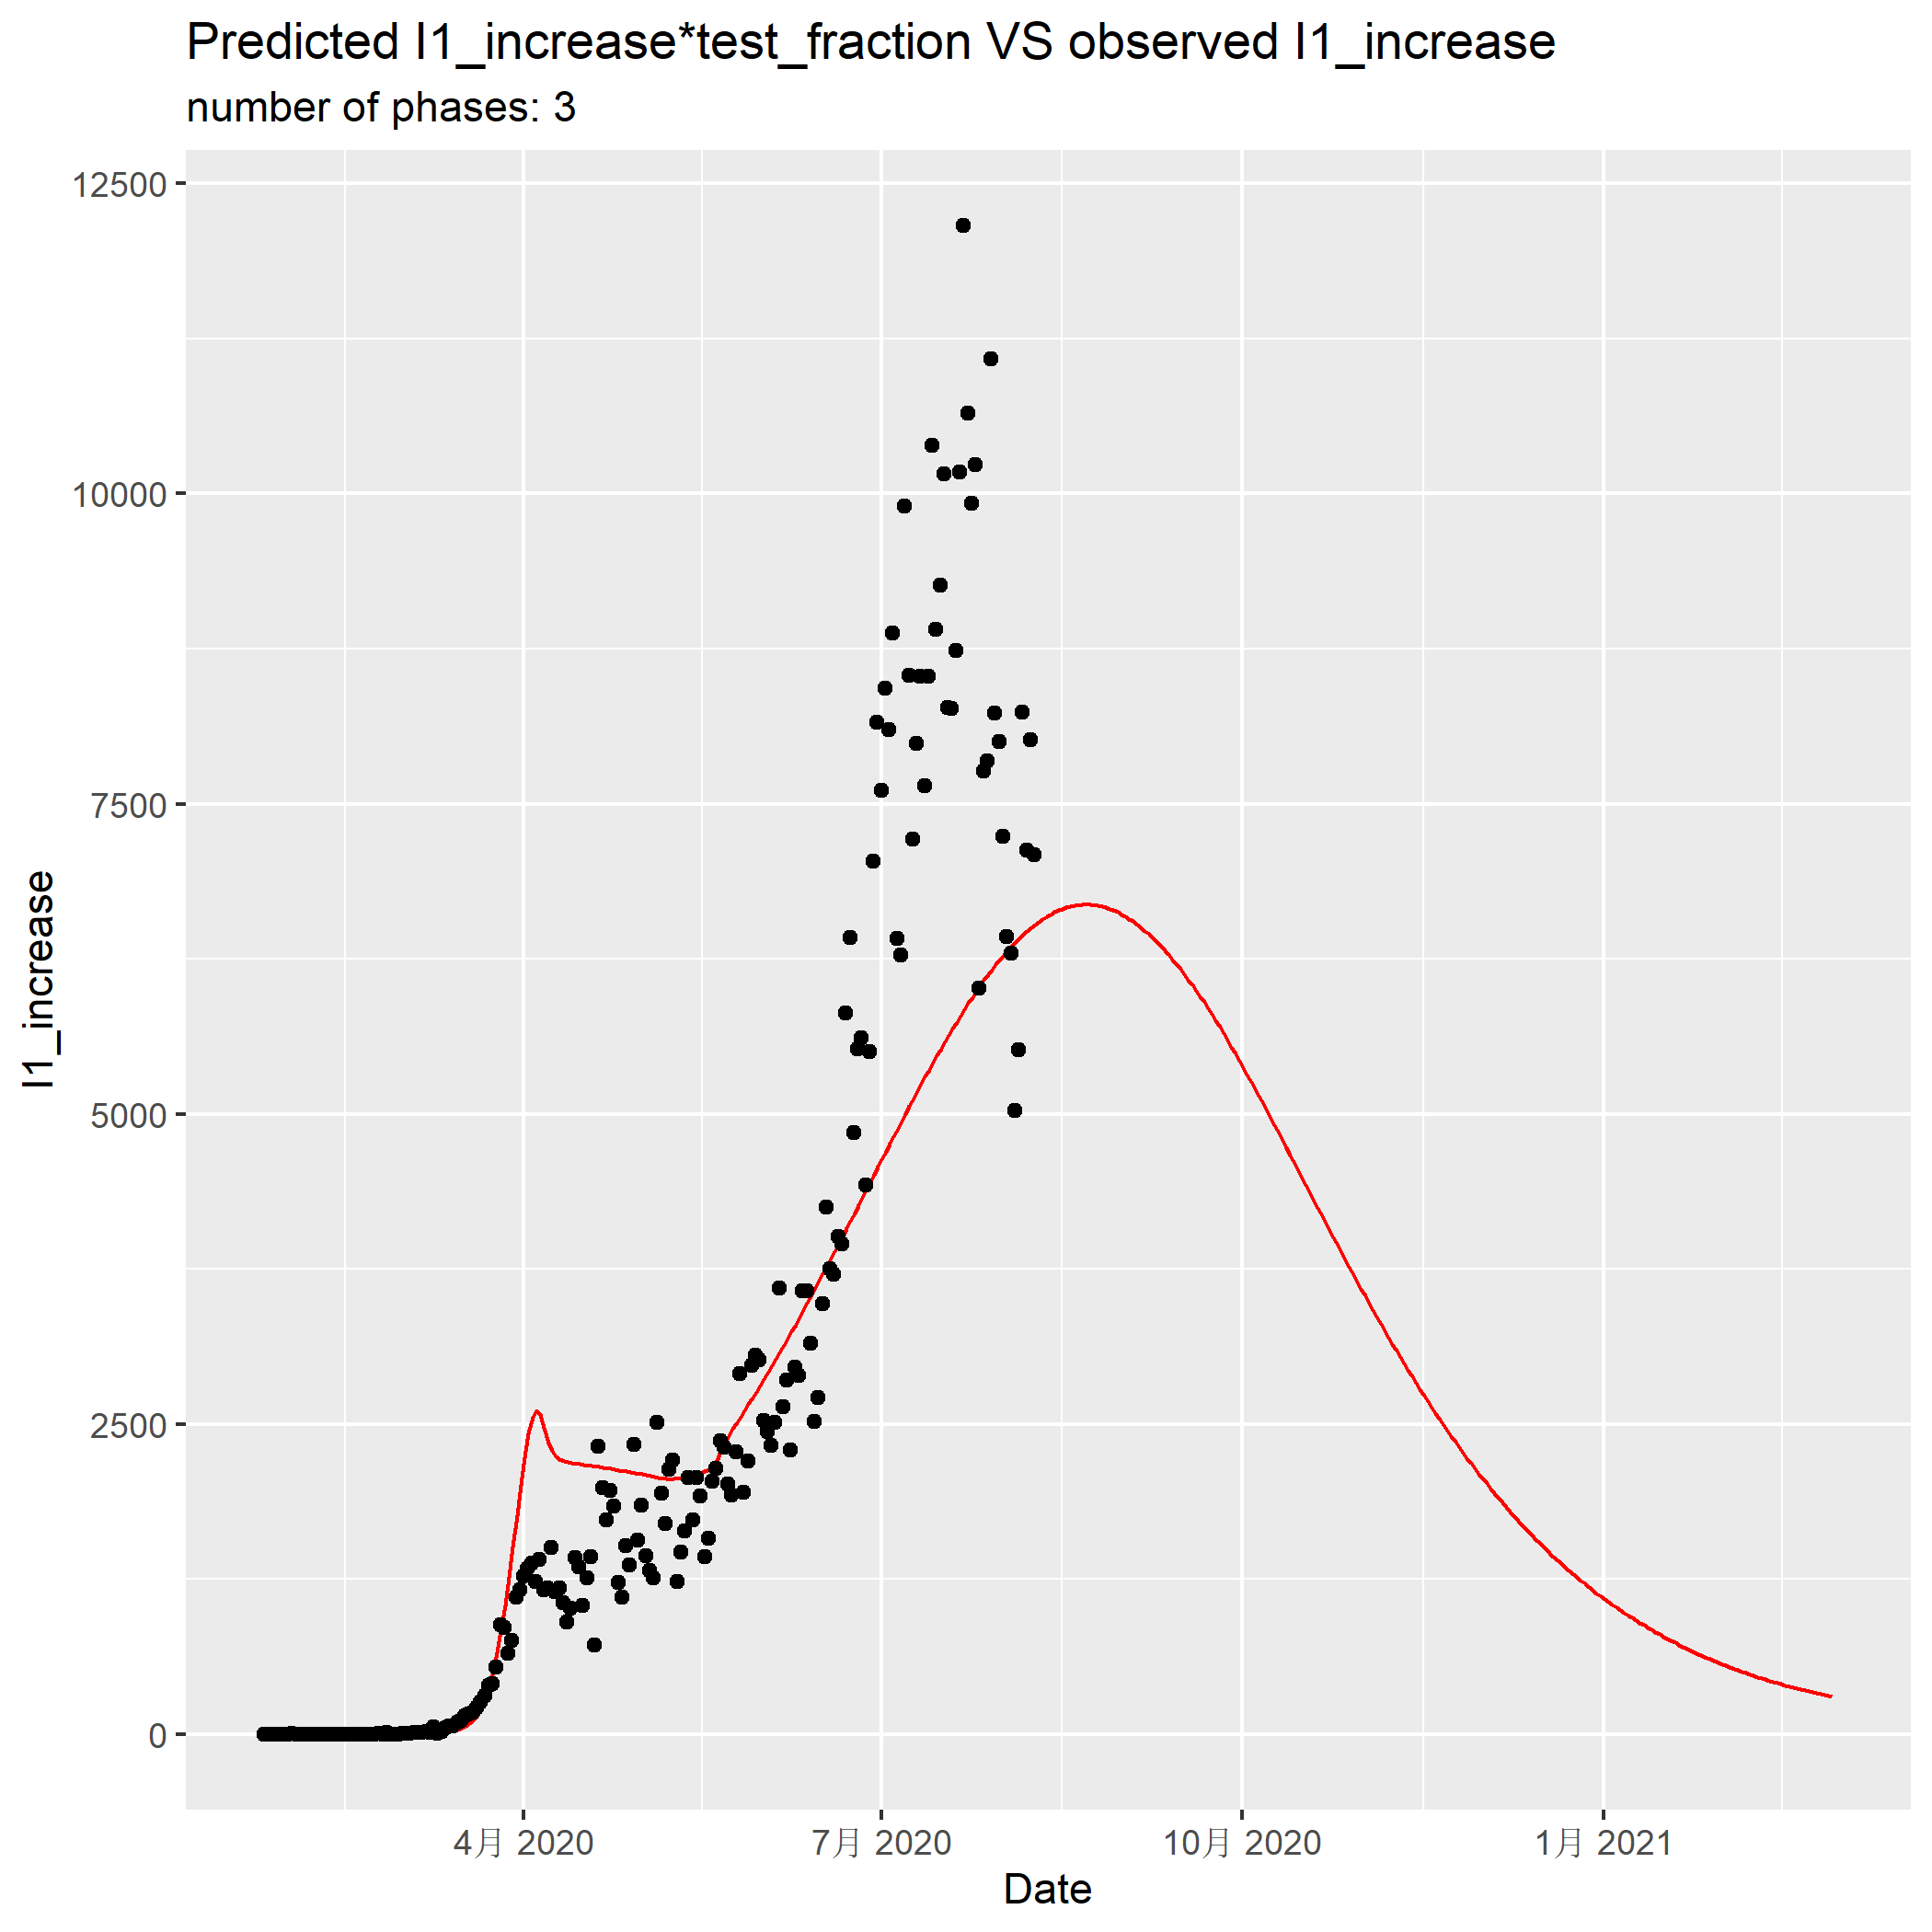 Predicted I1_increase*test_fraction VS observed I1_increase
number of phases: 3
12500
10000
7500
5000
2500
0
I1_increase
4月 2020
7月 2020
10月 2020
1月 2021
Date